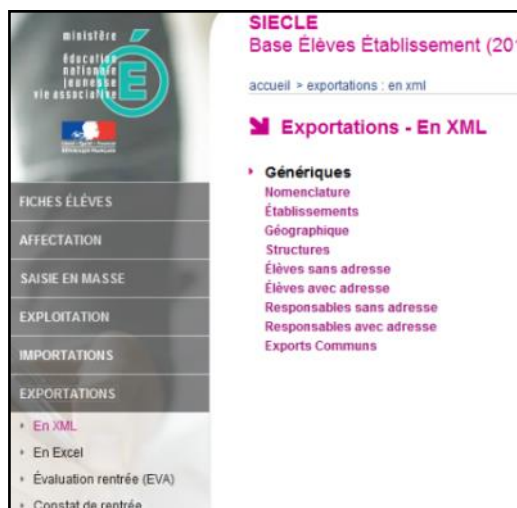 ministère
éducation
nationale
jeunesse
vie associative
É
SIECLE
Base Élèves Établissement (201
accueil > exportations : en xml
Exportations - En XML
Génériques
Nomenclature
Établissements
Géographique
Structures
Élèves sans adresse
Élèves avec adresse
Responsables sans adresse
Responsables avec adresse
Exports Communs
FICHES ÉLÈVES
AFFECTATION
SAISIE EN MASSE
EXPLOITATION
IMPORTATIONS
EXPORTATIONS
En XML
En Excel
Évaluation rentrée (EVA)
Constat de rentrée